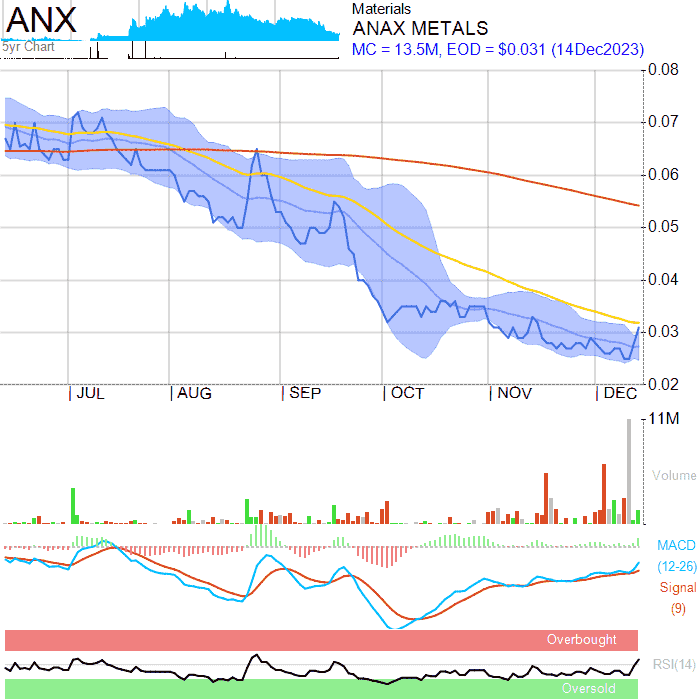 ANX
5yr Chart
Materials
ANAX METALS
MC = 13.5M, EOD = $0.031 (14Dec2023)
0.08
0.07
0.06
0.05
0.04
0.03
0.02
JUL AUG SEP OCT NOV DEC
11M
Volume
MACD
(12-26)
Signal
(9)
Overbought
RSI(14)
Oversold